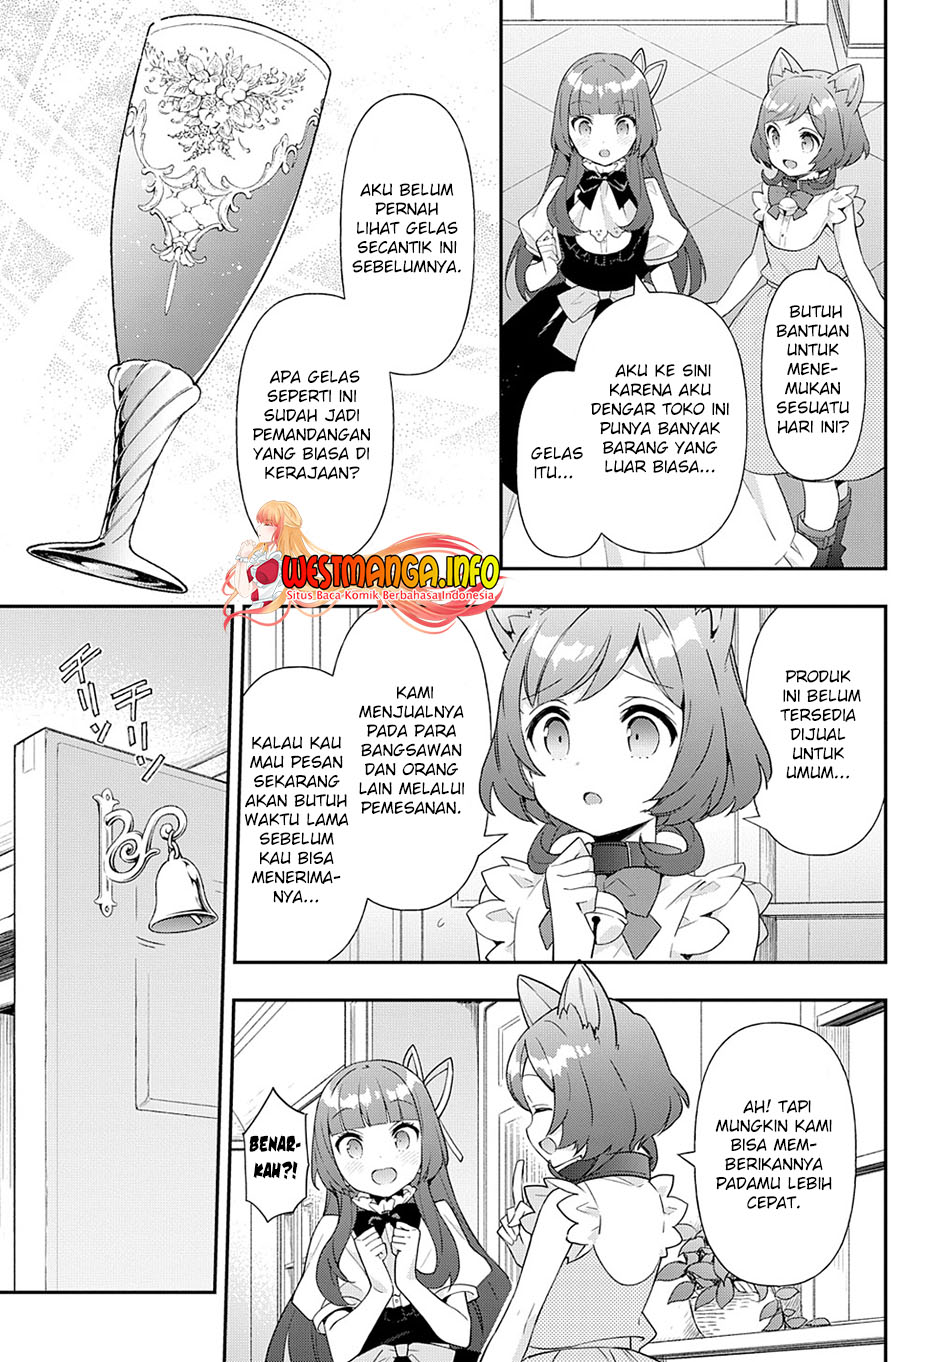 BUTUH
BANTUAN
UNTUK
MENE-
MUKAN
SESUATU
HARI INI?
AKU KE SINI
KARENA AKU
DENGAR TOKO INI
PUNYA BANYAK
BARANG YANG
LUAR BIASA...
GELAS
ITU...
AKU BELUM
PERNAH
LIHAT GELAS
SECANTIK INI
SEBELUMNYA.
APA GELAS
SEPERTI INI
SUDAH JADI
PEMANDANGAN
YANG BIASA DI
KERAJAAN?
WESTMANGA.INFO
Situs Baca Komik Berbahasa Indonesia
PRODUK
INI BELUM
TERSEDIA
DIJUAL
UNTUK
UMUM...
KAMI
MENJUALNYA
PADA PARA
BANGSAWAN
DAN ORANG
LAIN MELALUI
PEMESANAN.
KALAU KAU
MAU PESAN
SEKARANG
AKAN BUTUH
WAKTU LAMA
SEBELUM
KAU BISA
MENERIMA-
NYA...
チリン
チリン
AH! TAPI
MUNGKIN KAMI
BISA MEM-
BERIKANNYA
PADAMU LEBIH
CEPAT.
BENAR-
KAH?!